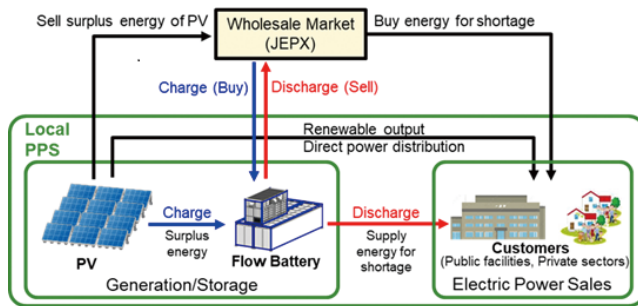 Sell surplus energy of PV
Wholesale Market
(JEPX)
Buy energy for shortage
Charge (Buy)
Discharge (Sell)
Local
PPS
Renewable output
Direct power distribution
Charge
Surplus
energy
Discharge
Supply
energy for
shortage
PV
Flow Battery
Customers
(Public facilities, Private sectors)
Generation/Storage
Electric Power Sales